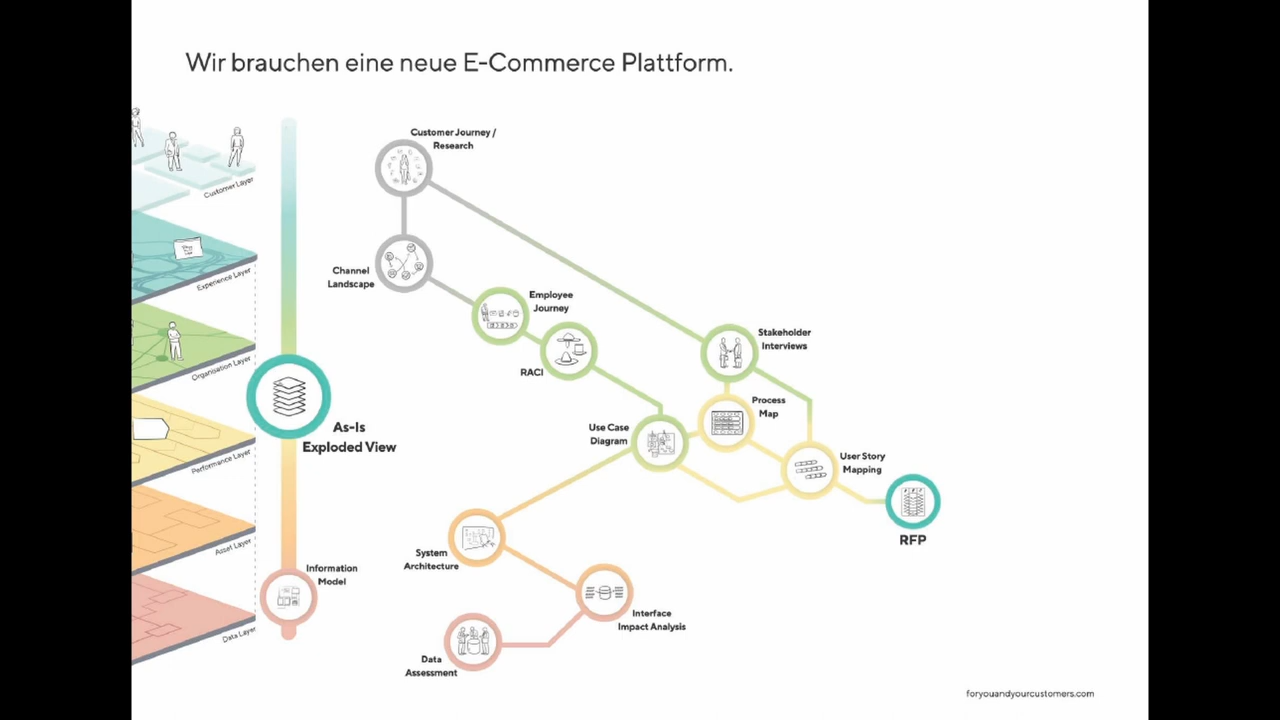 Wir brauchen eine neue E-Commerce Plattform.
Customer Journey /
Research
Customer Layer
Channel
Landscape
Experience Layer
Employee
Journey
RACI
Stakeholder
Interviews
Organisation Layer
As-Is
Exploded View
Process
Map
Use Case
Diagram
User Story
Mapping
Performance Layer
RFP
Asset Layer
System
Architecture
Information
Model
Interface
Impact Analysis
Data Layer
Data
Assessment
foryouandyourcustomers.com